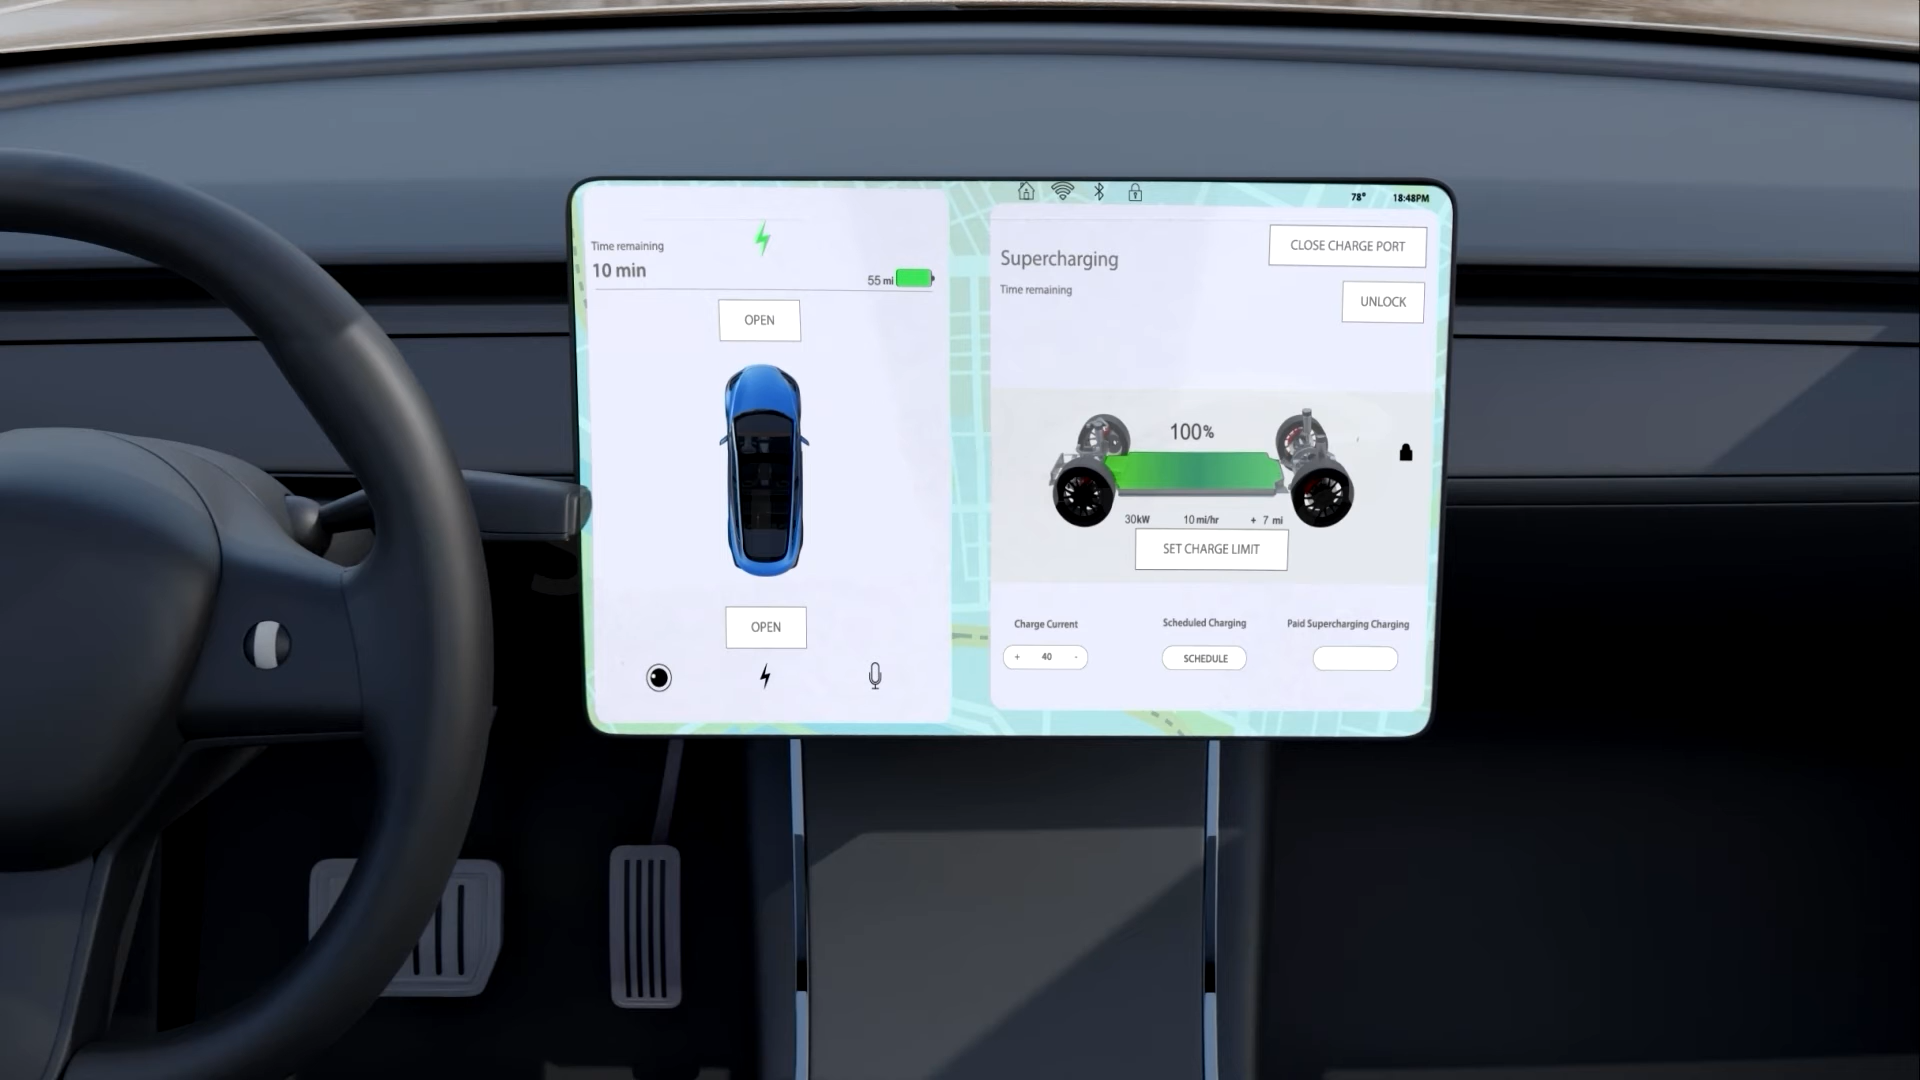 78°
18:48PM
Time remaining
10 min
55 mi
OPEN
OPEN
Supercharging
Time remaining
CLOSE CHARGE PORT
UNLOCK
100%
30kW
10 mi/hr
+ 7 mi
SET CHARGE LIMIT
Charge Current
+ 40 -
Scheduled Charging
SCHEDULE
Paid Supercharging Charging